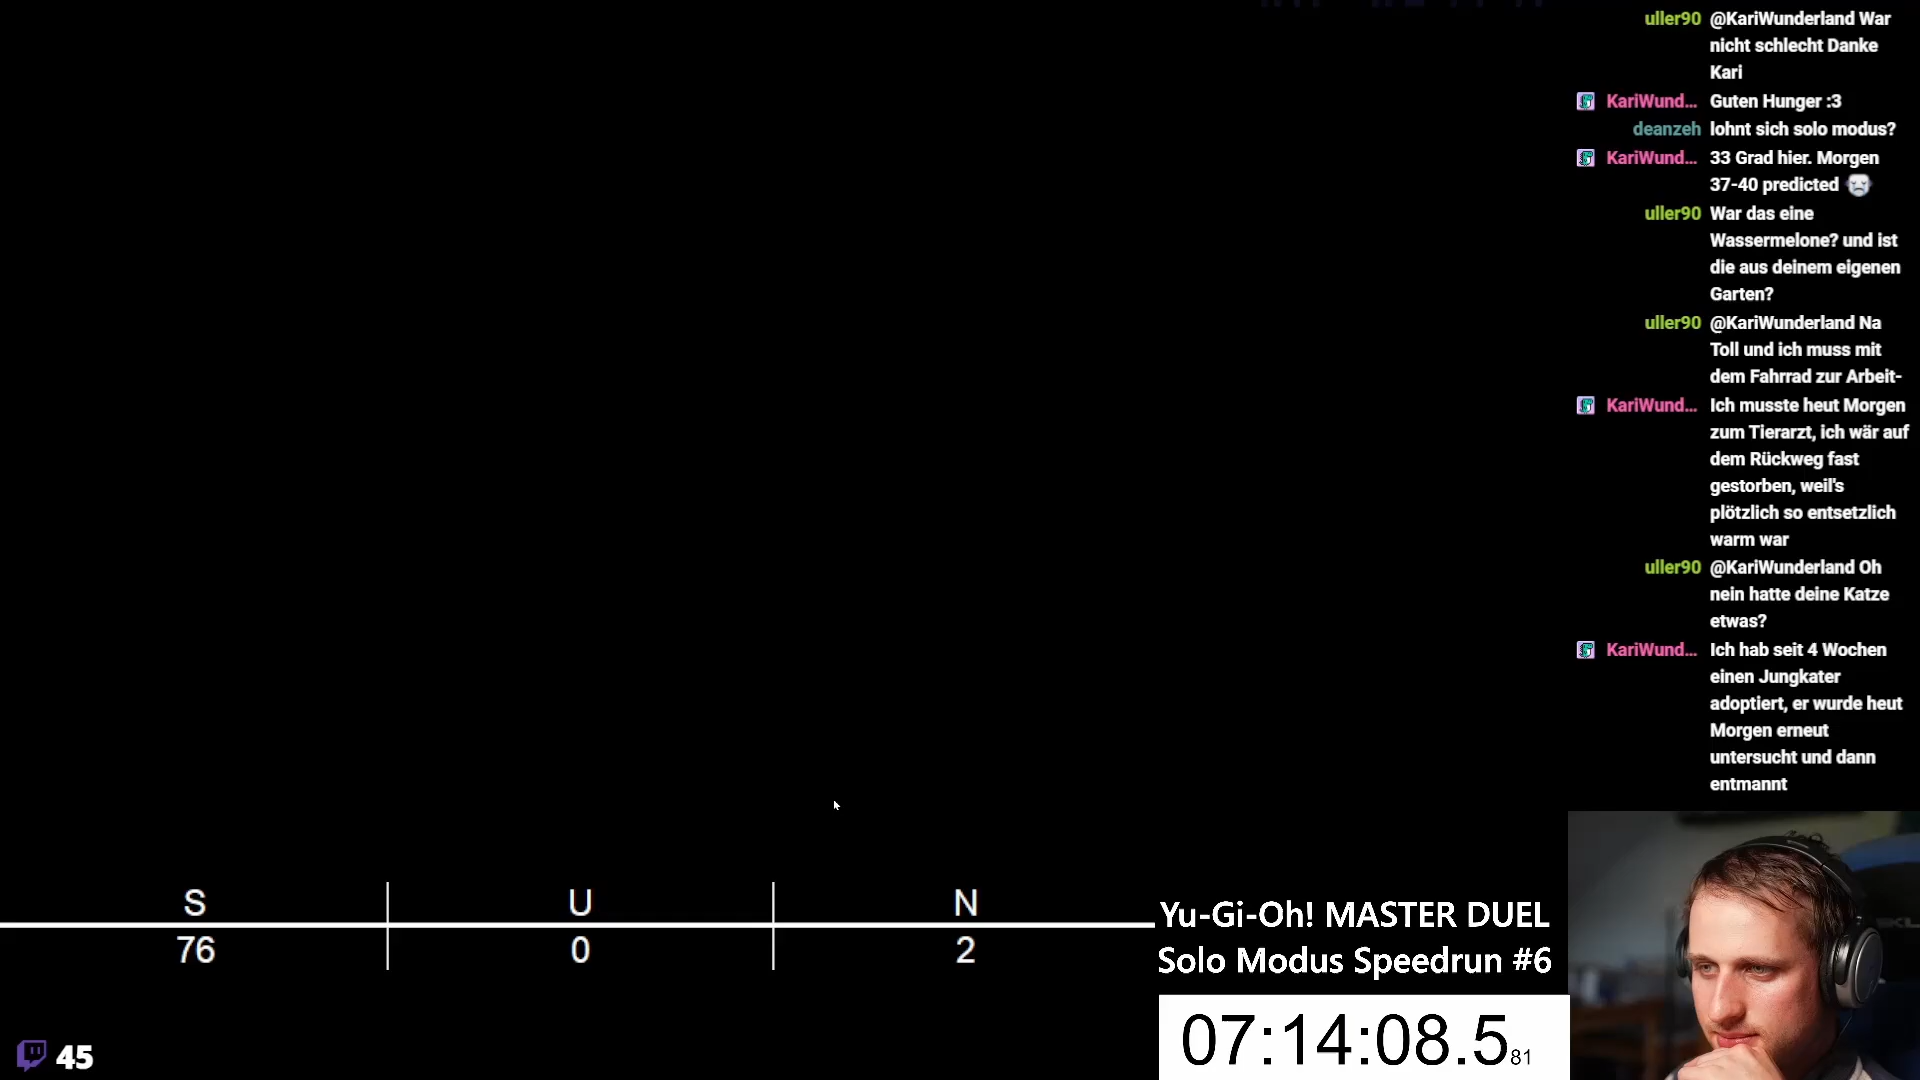 uller90 @KariWunderland War
nicht schlecht Danke
Kari
KariWund... Guten Hunger :3
deanzeh lohnt sich solo modus?
KariWund... 33 Grad hier. Morgen
37-40 predicted
uller90 War das eine
Wassermelone? und ist
die aus deinem eigenen
Garten?
uller90 @KariWunderland Na
Toll und ich muss mit
dem Fahrrad zur Arbeit-
KariWund... Ich musste heut Morgen
zum Tierarzt, ich wär auf
dem Rückweg fast
gestorben, weil's
plötzlich so entsetzlich
warm war
uller90 @KariWunderland Oh
nein hatte deine Katze
etwas?
KariWund... Ich hab seit 4 Wochen
einen Jungkater
adoptiert, er wurde heut
Morgen erneut
untersucht und dann
entmannt
S U N
76 0 2
Yu-Gi-Oh! MASTER DUEL
Solo Modus Speedrun #6
07:14:08.581
45